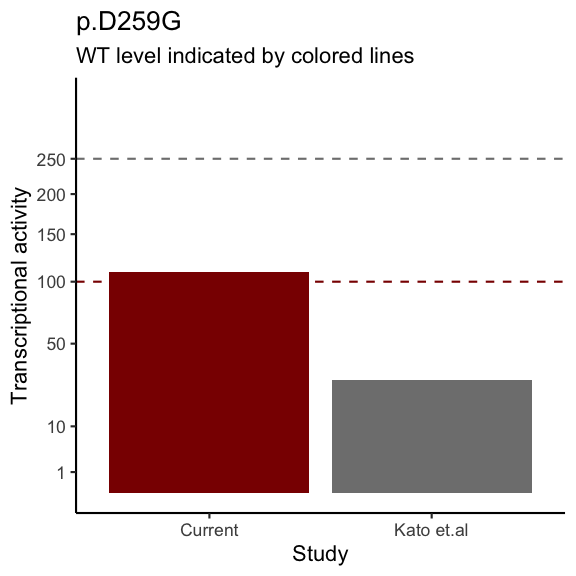 p.D259G
WT level indicated by colored lines
Transcriptional activity
250
200
150
100
50
10
1
Current
Kato et.al
Study